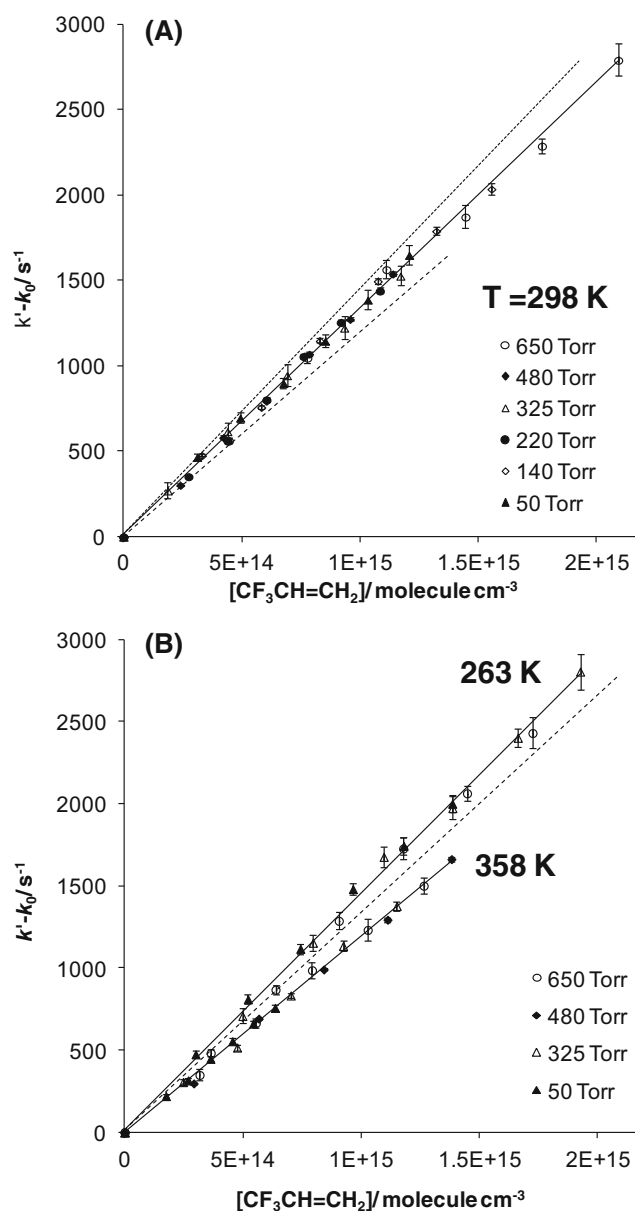 (A)
3000
2500
2000
1500
1000
500
0
k'-k₀/ s⁻¹
T =298 K
650 Torr
480 Torr
325 Torr
220 Torr
140 Torr
50 Torr
0
5E+14
1E+15
1.5E+15
2E+15
[CF₃CH=CH₂]/ molecule cm⁻³
(B)
3000
2500
2000
1500
1000
500
0
k'-k₀/ s⁻¹
263 K
358 K
650 Torr
480 Torr
325 Torr
50 Torr
0
5E+14
1E+15
1.5E+15
2E+15
[CF₃CH=CH₂]/ molecule cm⁻³